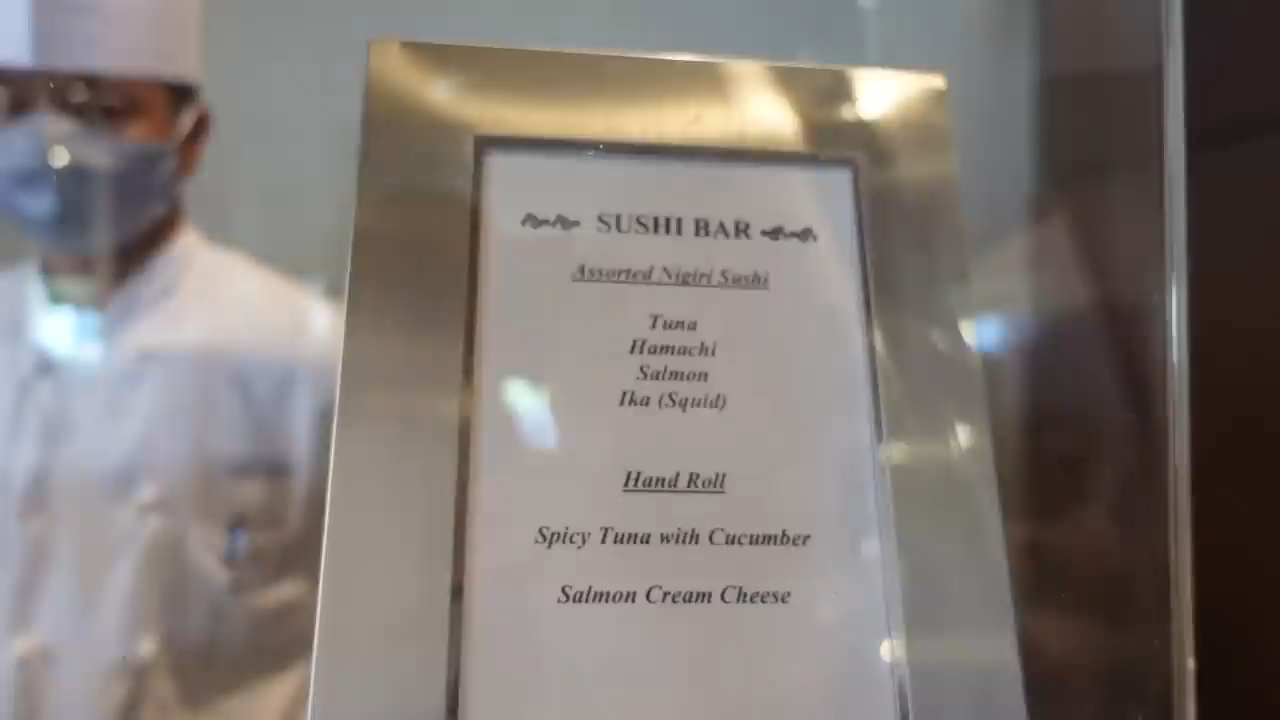 SUSHI BAR
Assorted Nigiri Sushi
Tuna
Hamachi
Salmon
Ika (Squid)
Hand Roll
Spicy Tuna with Cucumber
Salmon Cream Cheese